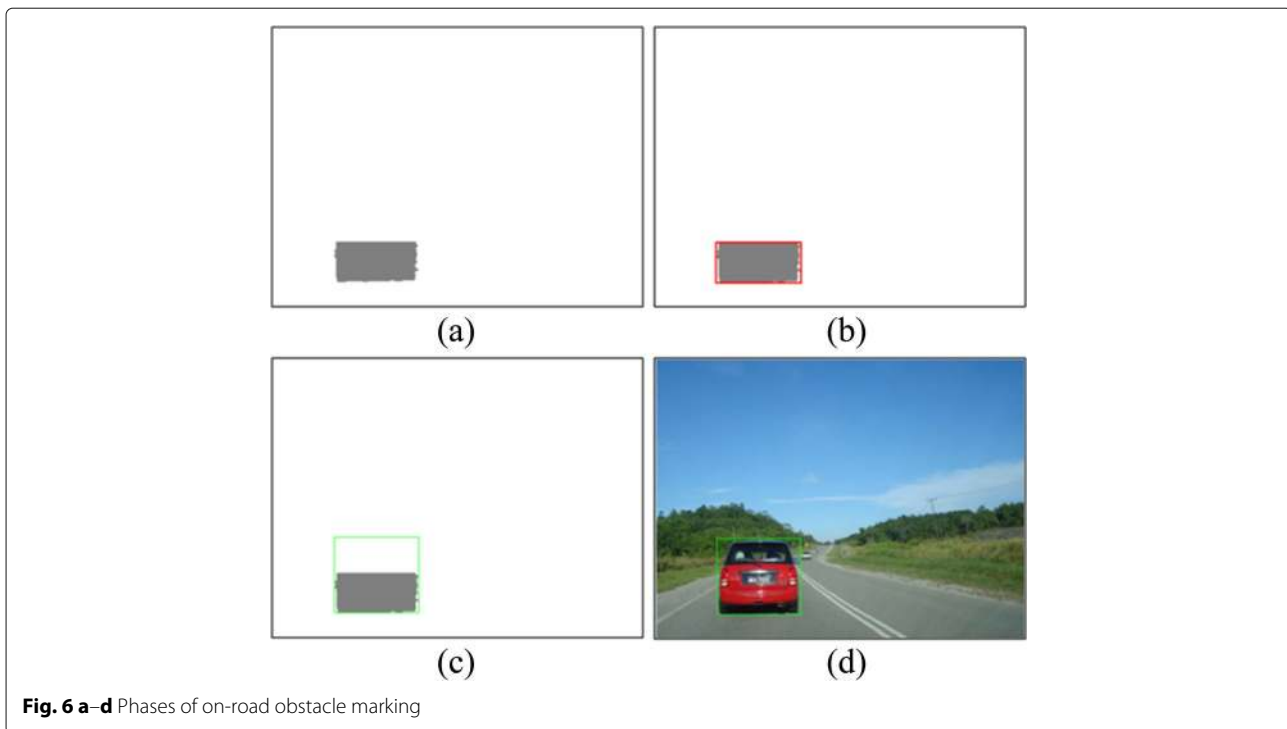 (a)
(b)
(c)
(d)
Fig. 6 a–d Phases of on-road obstacle marking